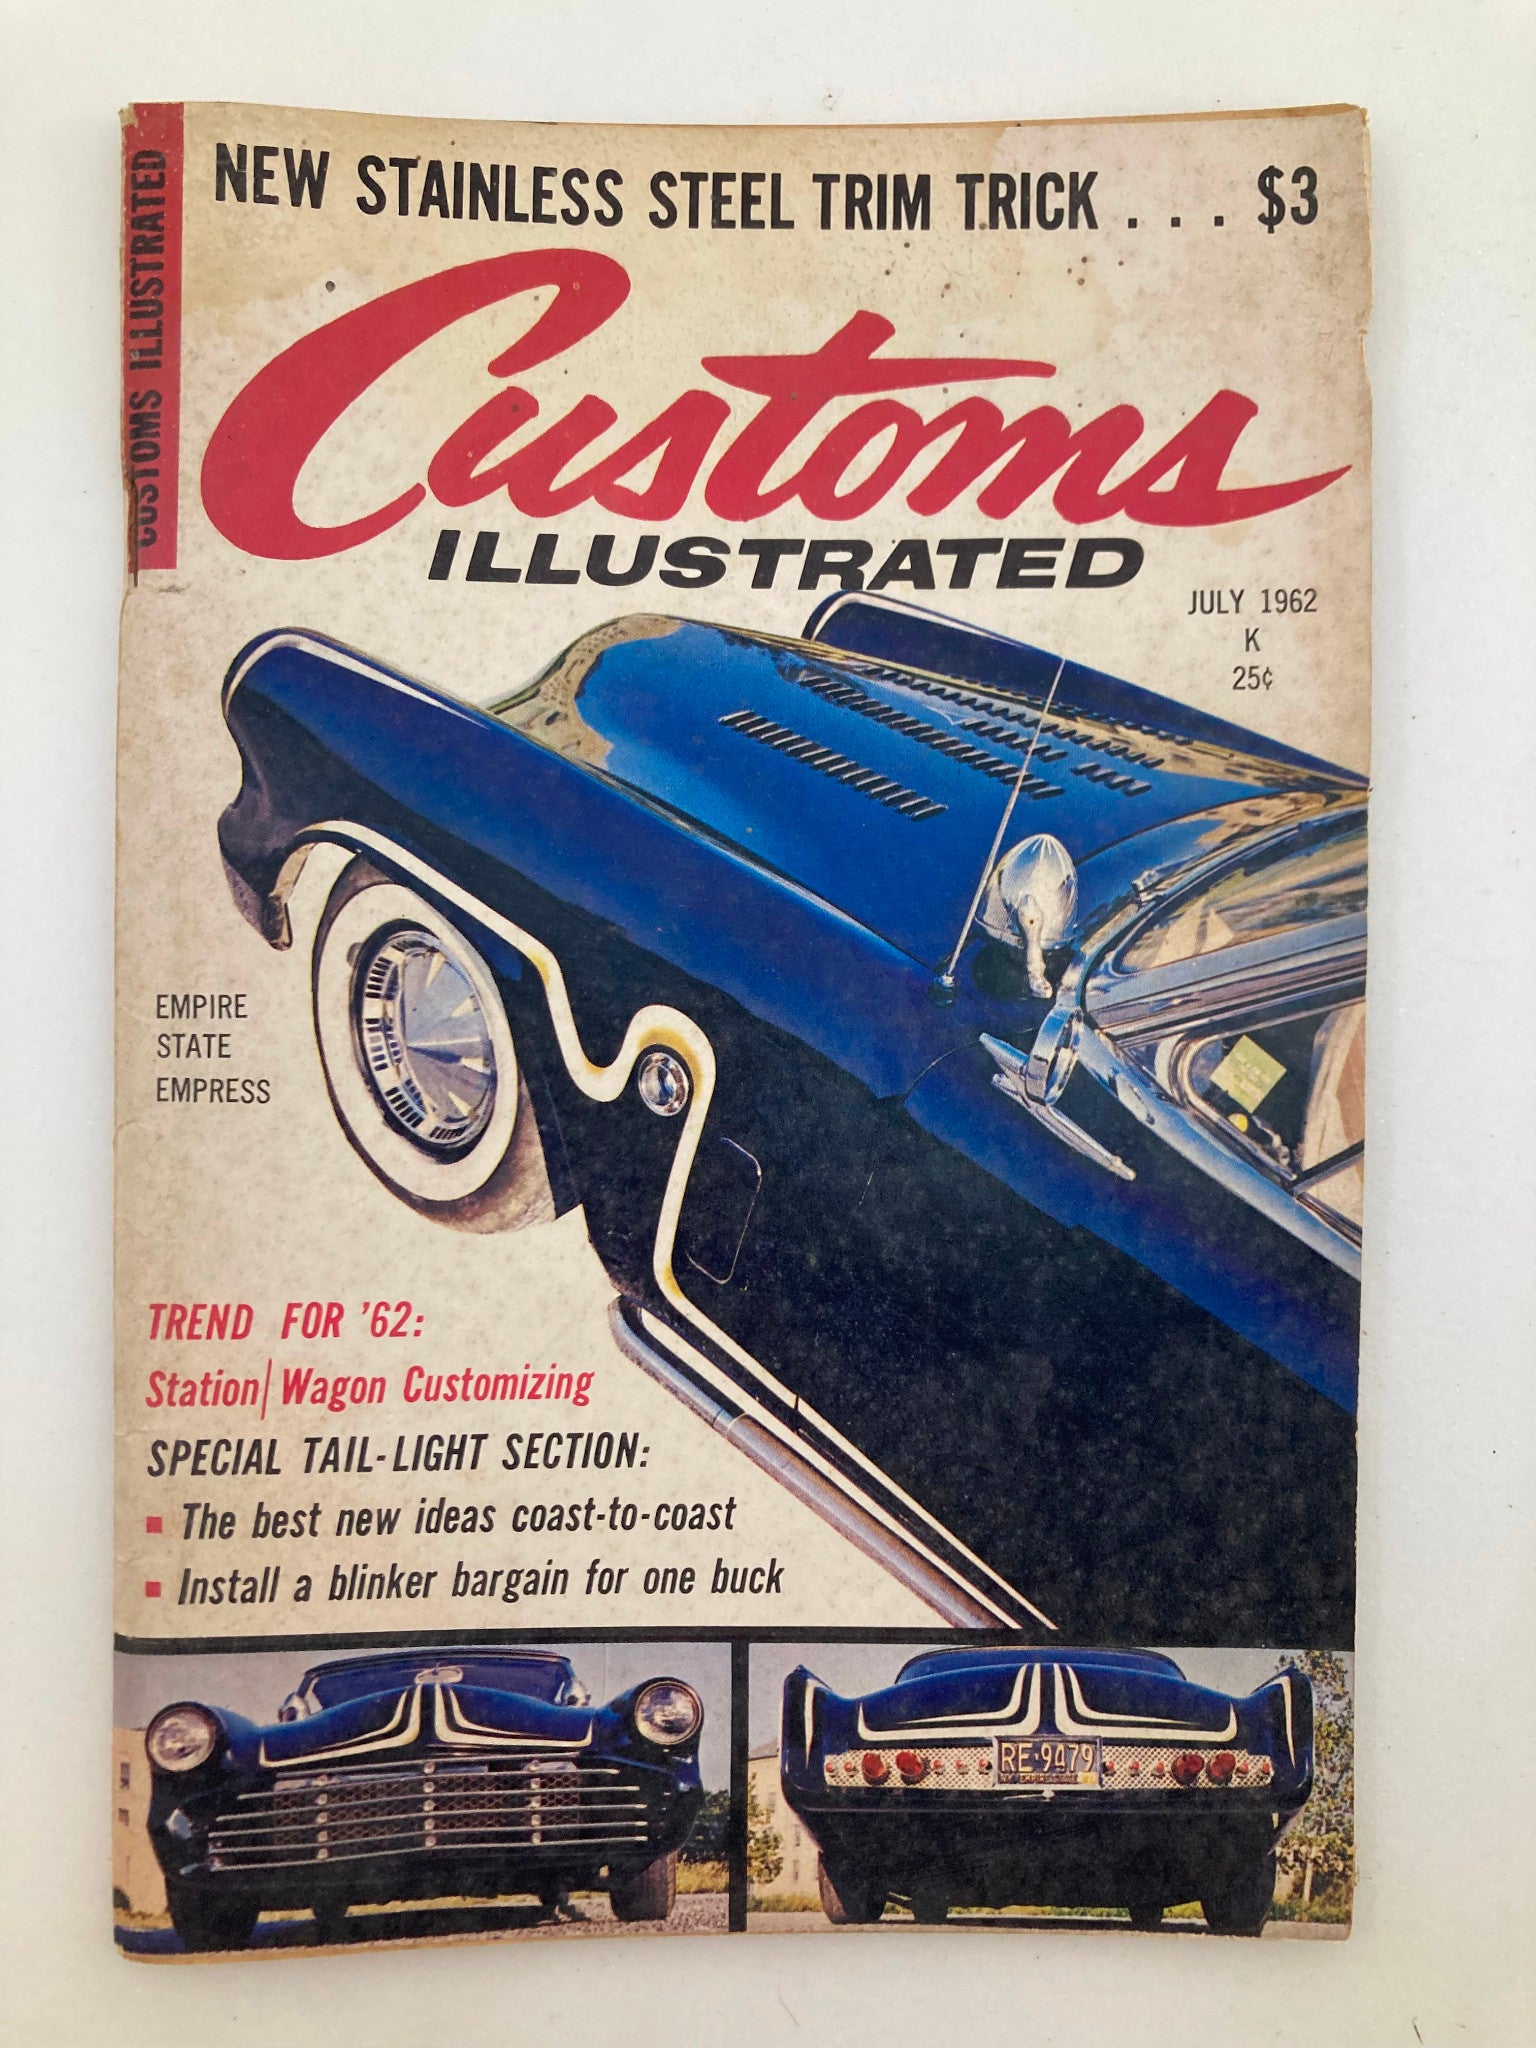 CUSTOMS ILLUSTRATED
NEW STAINLESS STEEL TRIM TRICK . . . $3
Customs
ILLUSTRATED
JULY 1962
K
25¢
EMPIRE
STATE
EMPRESS
TREND FOR '62:
Station Wagon Customizing
SPECIAL TAIL-LIGHT SECTION:
▪ The best new ideas coast-to-coast
▪ Install a blinker bargain for one buck
RE·9479